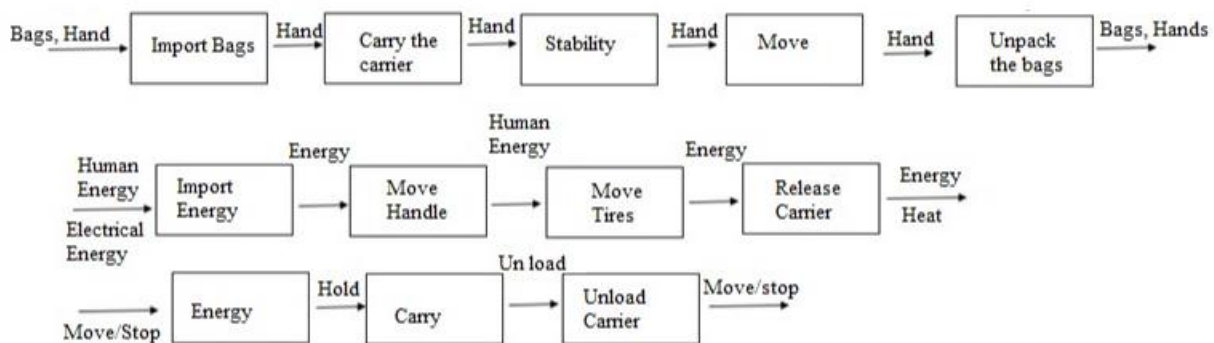 Bags, Hand
Import Bags
Hand
Carry the
carrier
Hand
Stability
Hand
Move
Hand
Unpack
the bags
Bags, Hands
Human
Energy
Electrical
Energy
Import
Energy
Energy
Move
Handle
Human
Energy
Move
Tires
Energy
Release
Carrier
Energy
Heat
Move/Stop
Energy
Hold
Carry
Un load
Unload
Carrier
Move/stop